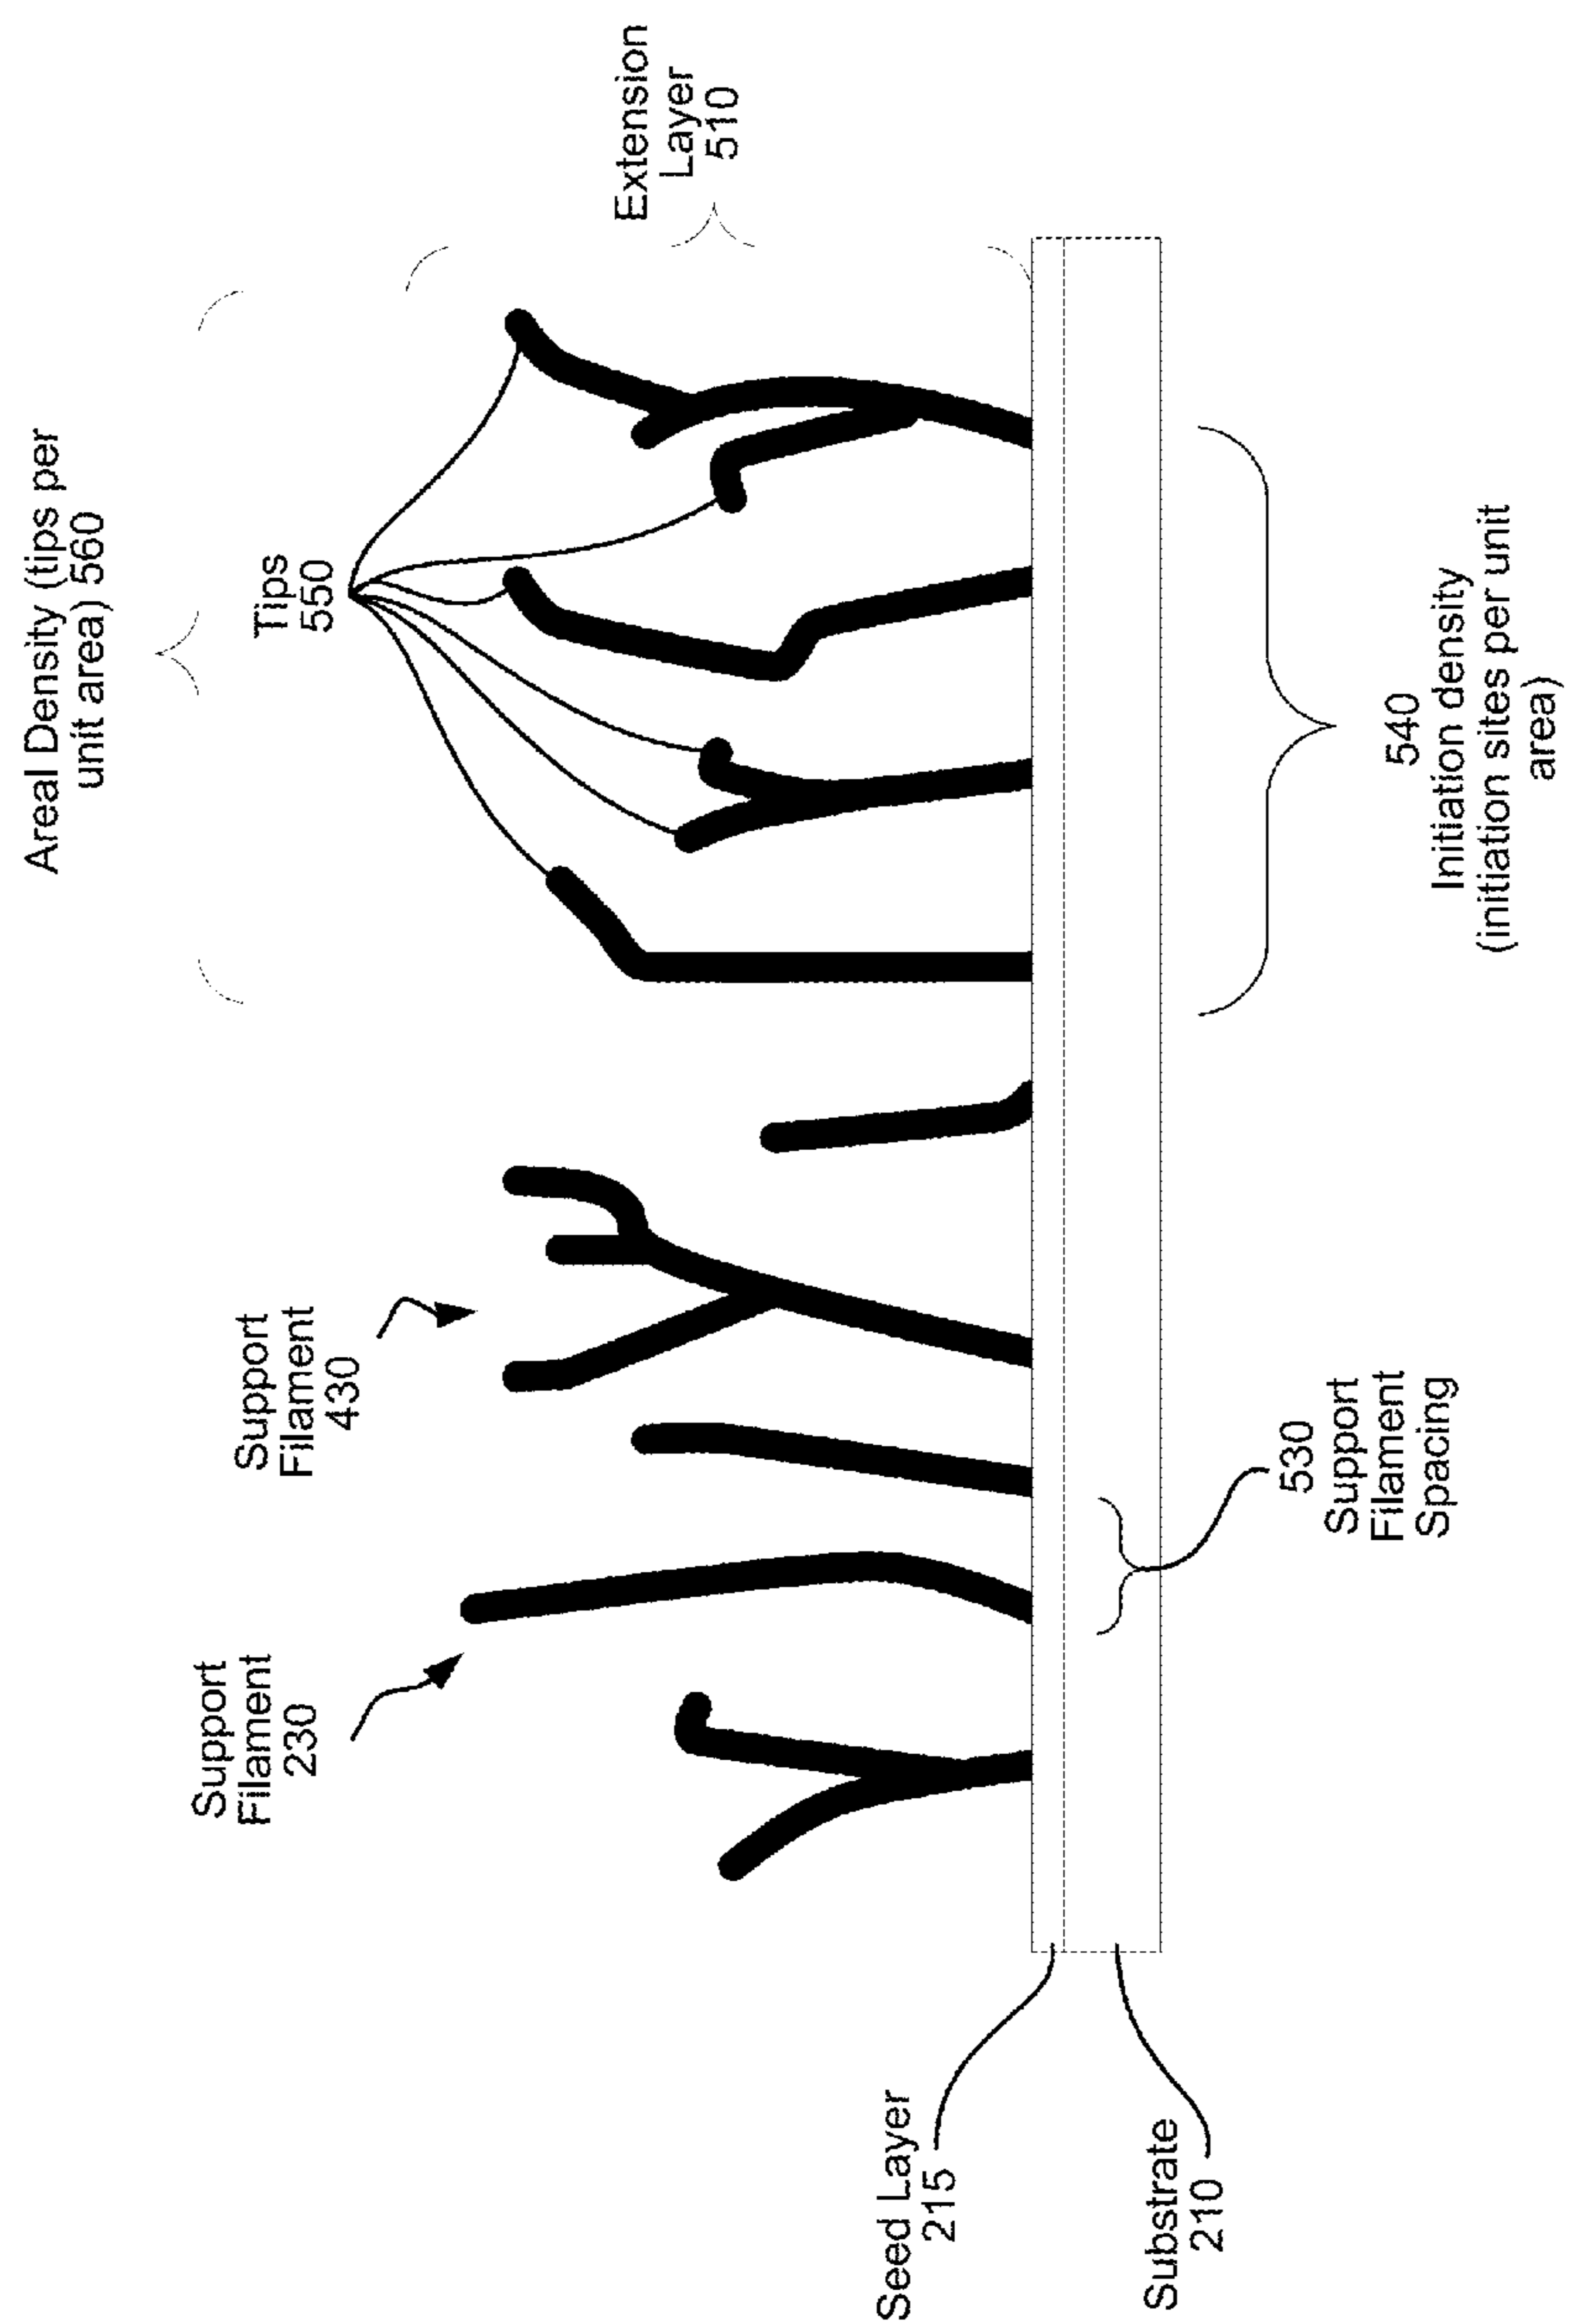 Areal Density (tips per
unit area) 560
Tips
550
Extension
Layer
510
Support
Filament
430
Support
Filament
230
Seed Layer
215
Substrate
210
530
Support
Filament
Spacing
540
Initiation density
(initiation sites per unit
area)